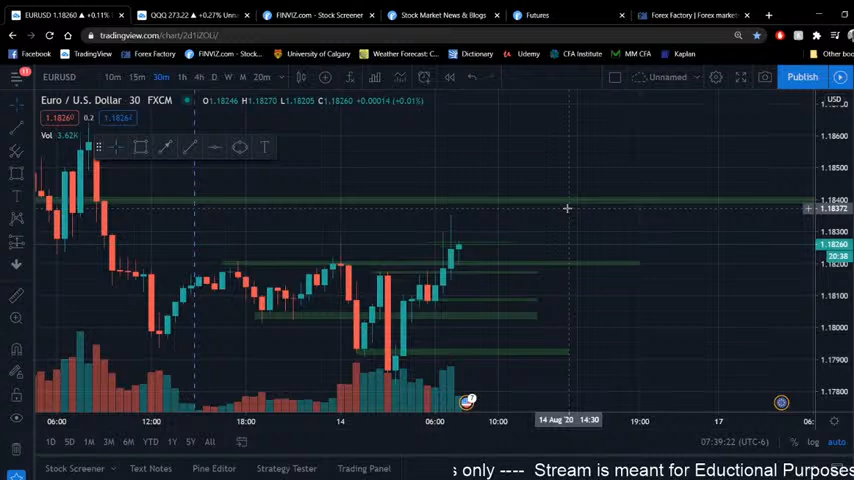 EURUSD 1.18260 ▲ +0.11%
QQQ 273.22 ▲ +0.27% Unna
FINVIZ.com - Stock Screener
Stock Market News & Blogs
Futures
Forex Factory | Forex market
tradingview.com/chart/2d1iZOLi/
Facebook
TradingView
Forex Factory
FINVIZ.com - Stock...
University of Calgary
Weather Forecast: C...
Dictionary
Udemy
CFA Institute
MM CFA
Kaplan
Other boo
11
EURUSD
10m 15m 30m 1h 4h D W M 20m
Unnamed
Publish
Euro / U.S. Dollar 30 FXCM
O1.18246 H1.18270 L1.18205 C1.18260 +0.00014 (+0.01%)
USD
1.18260 0.2 1.18262
Vol 3.62K
1.18600
1.18500
1.18400
1.18372
1.18260
20:38
1.18200
1.18100
1.18000
1.17900
1.17800
7
06:00 12:00 18:00 14 06:00 10:00 14 Aug '20 14:30 19:00 17 06:
1D 5D 1M 3M 6M YTD 1Y 5Y All
07:39:22 (UTC-6)
% log auto
Stock Screener
Text Notes
Pine Editor
Strategy Tester
Trading Panel
s only ---- Stream is meant for Eductional Purposes